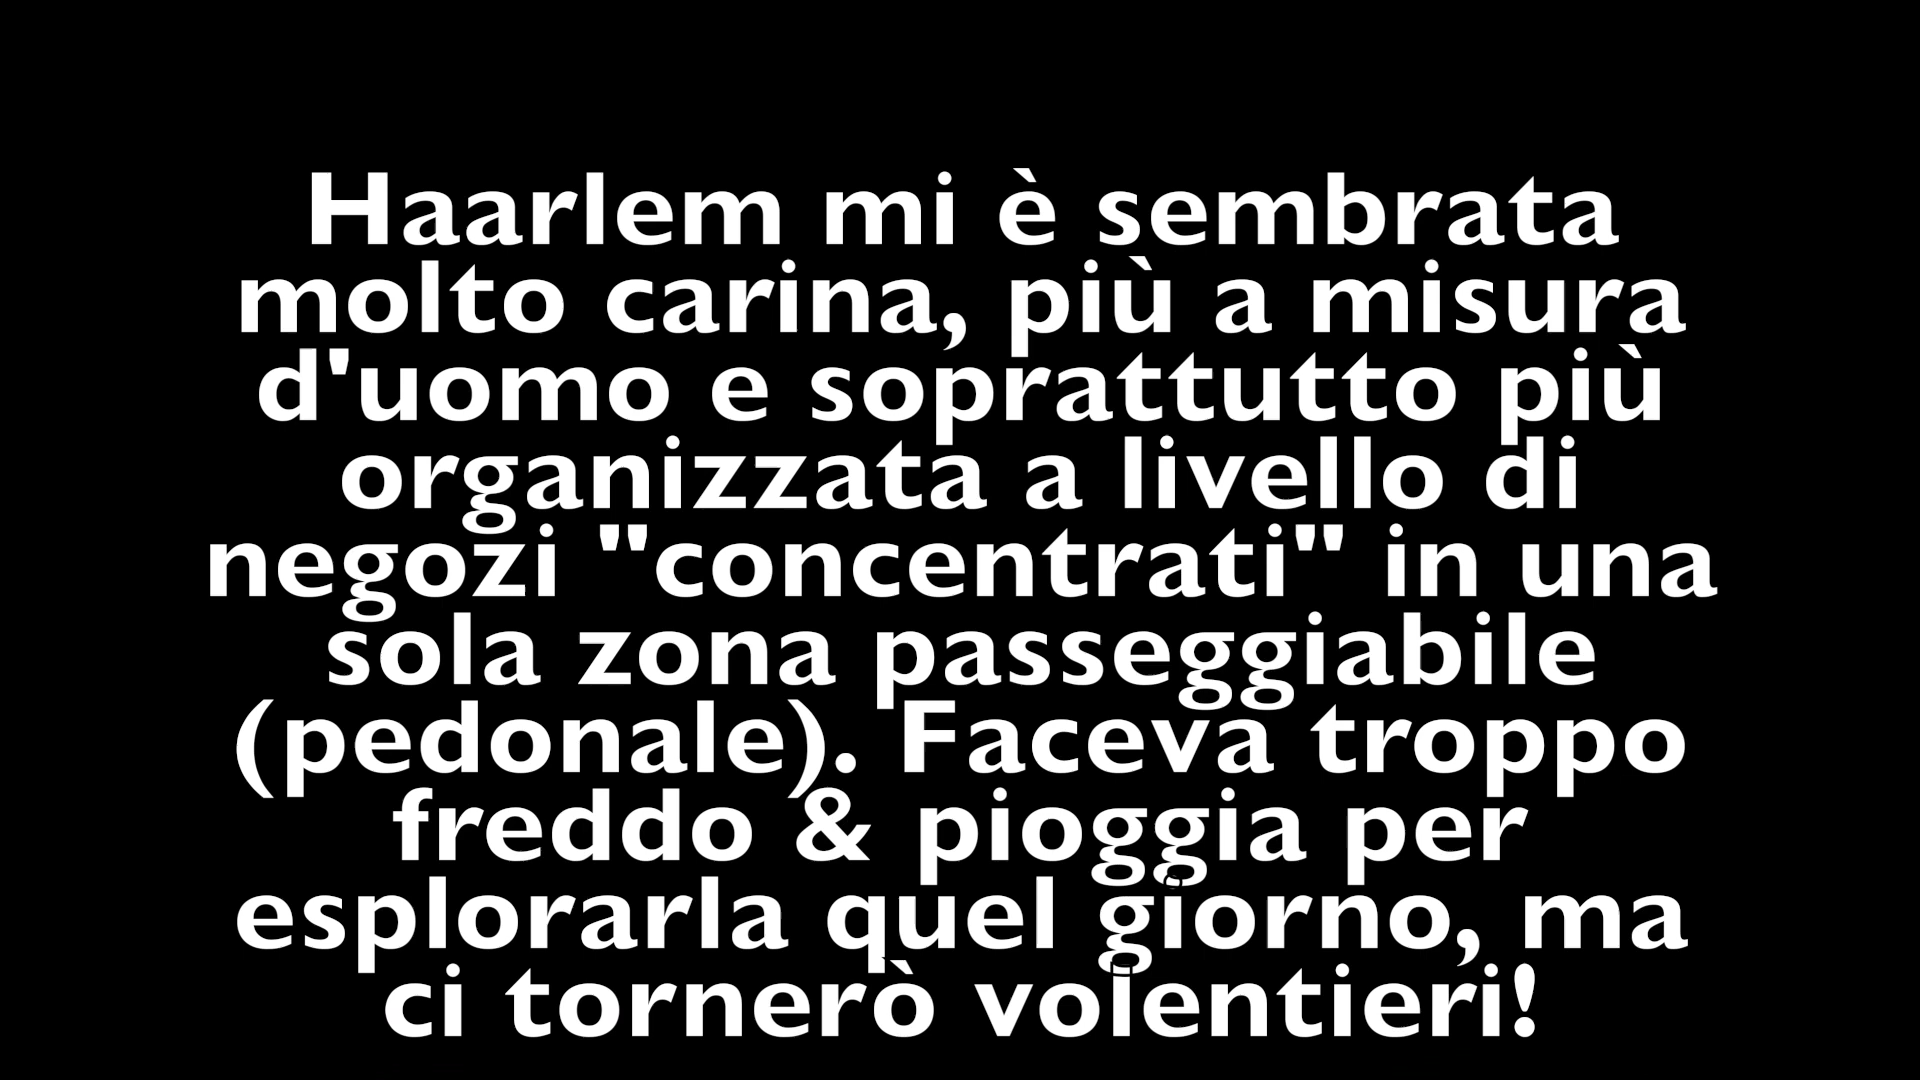 Haarlem mi è sembrata
molto carina, più a misura
d'uomo e soprattutto più
organizzata a livello di
negozi "concentrati" in una
sola zona passeggiabile
(pedonale). Faceva troppo
freddo & pioggia per
esplorarla quel giorno, ma
ci tornerò volentieri!